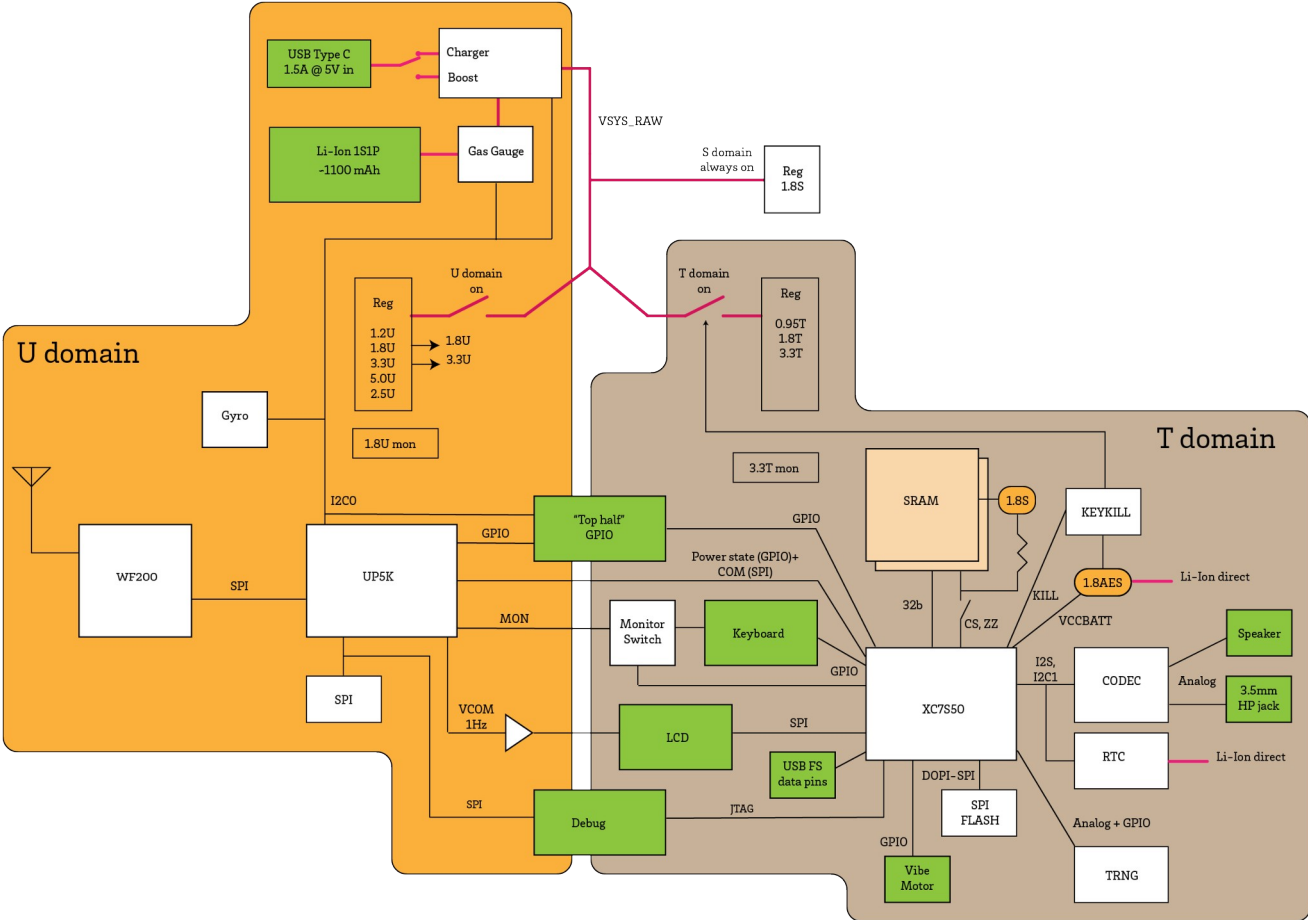 USB Type C
1.5A @ 5V in
Charger
Boost
VSYS_RAW
Li-Ion 1S1P
~1100 mAh
Gas Gauge
S domain
always on
Reg
1.8S
U domain
on
T domain
on
Reg
1.2U
1.8U
3.3U
5.0U
2.5U
1.8U
3.3U
Reg
0.95T
1.8T
3.3T
U domain
T domain
Gyro
1.8U mon
3.3T mon
SRAM
1.8S
KEYKILL
I2C0
GPIO
"Top half"
GPIO
GPIO
WF200
SPI
UP5K
Power state (GPIO)+
COM (SPI)
1.8AES
Li-Ion direct
32b
CS, ZZ
KILL
VCCBATT
MON
Monitor
Switch
Keyboard
GPIO
Speaker
I2S,
I2C1
CODEC
Analog
3.5mm
HP jack
SPI
VCOM
1Hz
LCD
SPI
XC7S50
RTC
Li-Ion direct
USB FS
data pins
DOPI-SPI
SPI
FLASH
SPI
Debug
JTAG
GPIO
Vibe
Motor
Analog + GPIO
TRNG